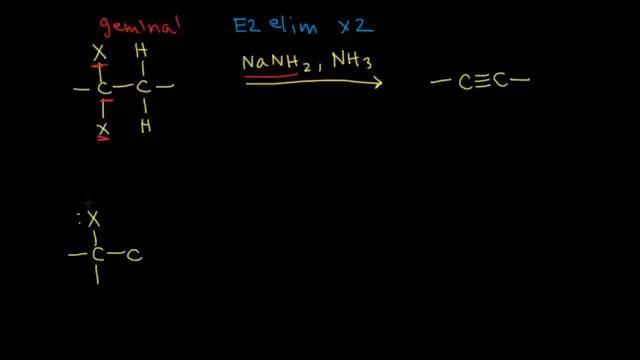 geminal E2 elim x2
X H
NaNH₂, NH₃
— C — C — — C≡C —
X H
:X
— C — C